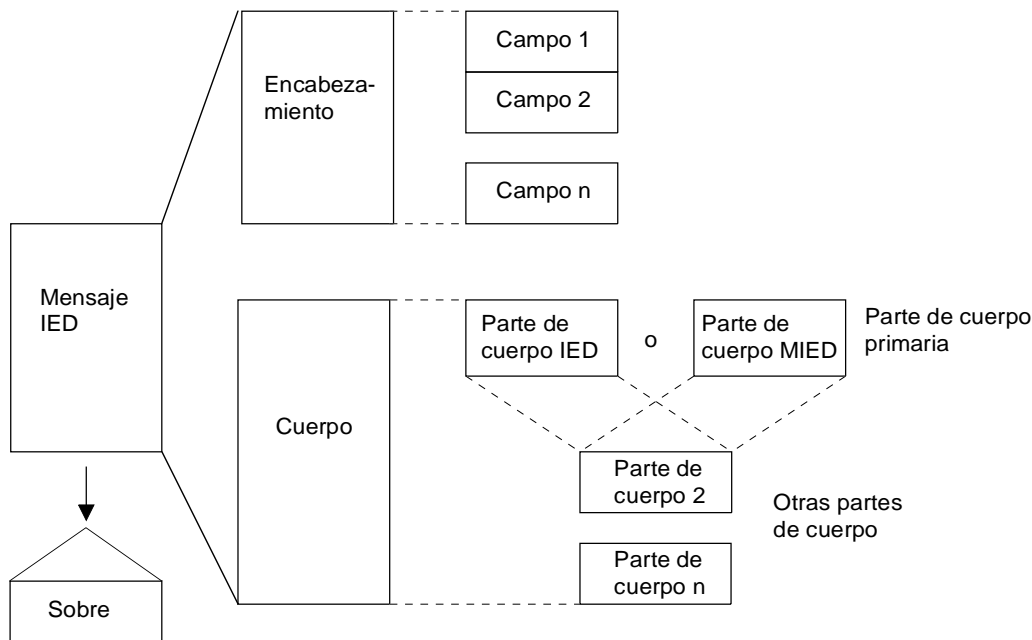 Campo 1
Encabeza-
miento
Campo 2
Campo n
Mensaje
IED
Parte de
cuerpo IED
o
Parte de
cuerpo MIED
Parte de cuerpo
primaria
Cuerpo
Parte de
cuerpo 2
Otras partes
de cuerpo
Parte de
cuerpo n
Sobre